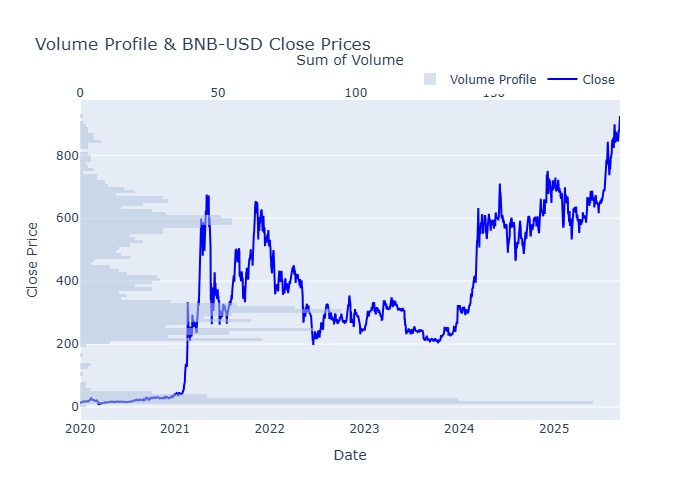 Volume Profile & BNB-USD Close Prices
Sum of Volume
Volume Profile
Close
0
50
100
800
600
400
200
0
Close Price
2020
2021
2022
2023
2024
2025
Date